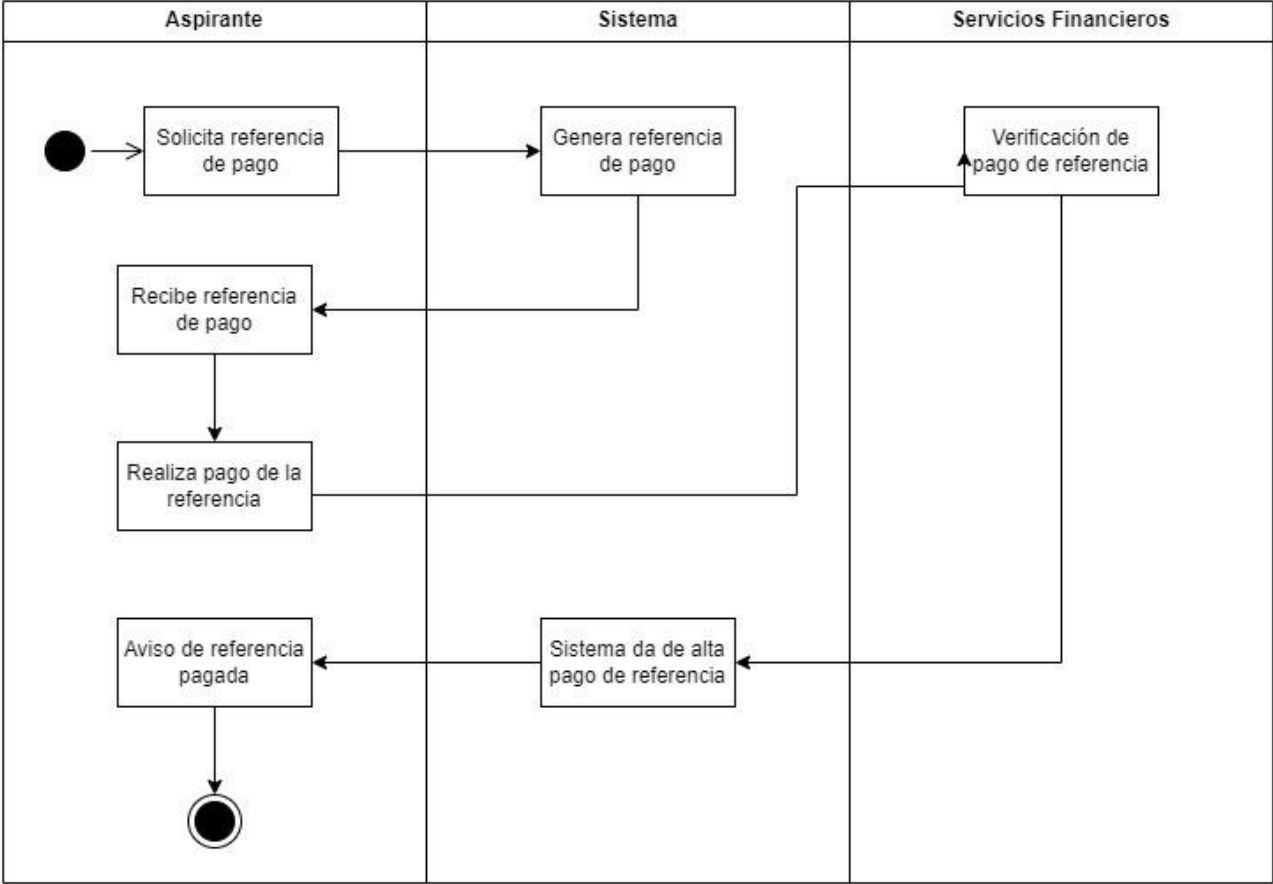 Aspirante
Sistema
Servicios Financieros
Solicita referencia
de pago
Genera referencia
de pago
Verificación de
pago de referencia
Recibe referencia
de pago
Realiza pago de la
referencia
Aviso de referencia
pagada
Sistema da de alta
pago de referencia